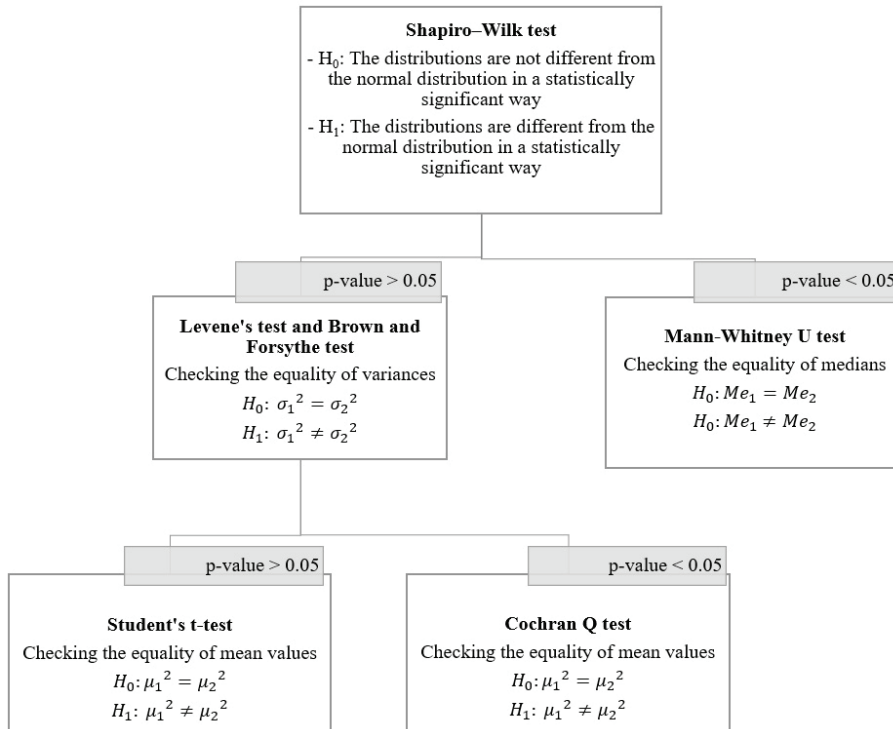 Shapiro–Wilk test
- H₀: The distributions are not different from
the normal distribution in a statistically
significant way
- H₁: The distributions are different from the
normal distribution in a statistically
significant way
p-value > 0.05
p-value < 0.05
Levene's test and Brown and
Forsythe test
Checking the equality of variances
H₀: σ₁² = σ₂²
H₁: σ₁² ≠ σ₂²
Mann-Whitney U test
Checking the equality of medians
H₀: Me₁ = Me₂
H₀: Me₁ ≠ Me₂
p-value > 0.05
p-value < 0.05
Student's t-test
Checking the equality of mean values
H₀: μ₁² = μ₂²
H₁: μ₁² ≠ μ₂²
Cochran Q test
Checking the equality of mean values
H₀: μ₁² = μ₂²
H₁: μ₁² ≠ μ₂²